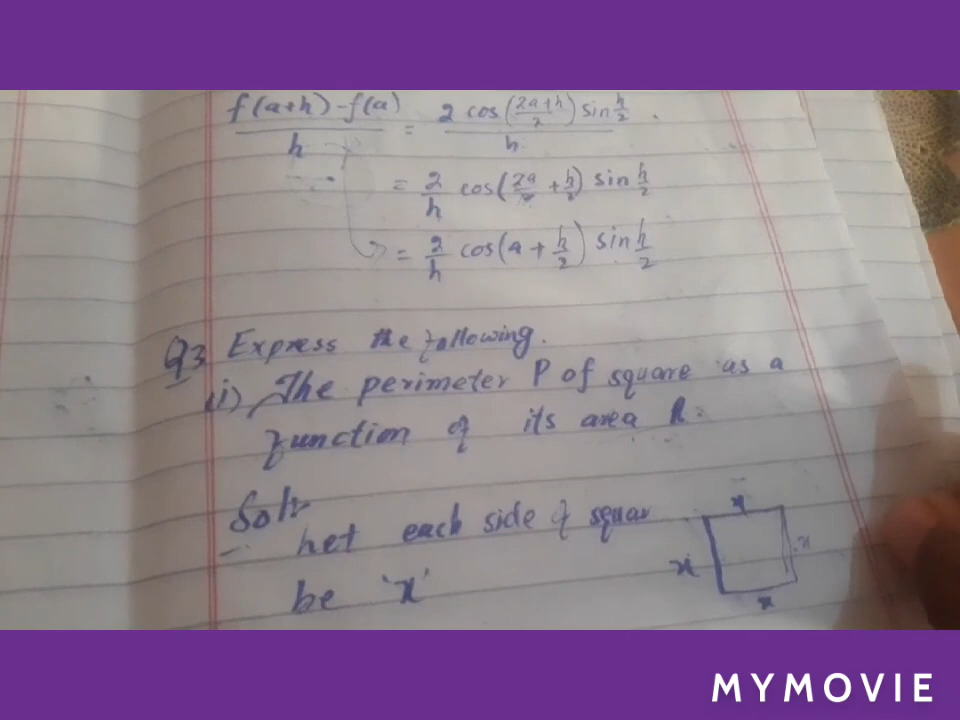 f(a+h) - f(a) / h = 2 cos(2a+h / 2) sin h/2 / h .
= 2/h cos(2a/2 + h/2) sin h/2
= 2/h cos(a + h/2) sin h/2
Q3 Express the following.
(i) The perimeter P of square as a
function of its area A.
Sol:
Let each side of squar
be 'x'
x
x
x
x
MYMOVIE